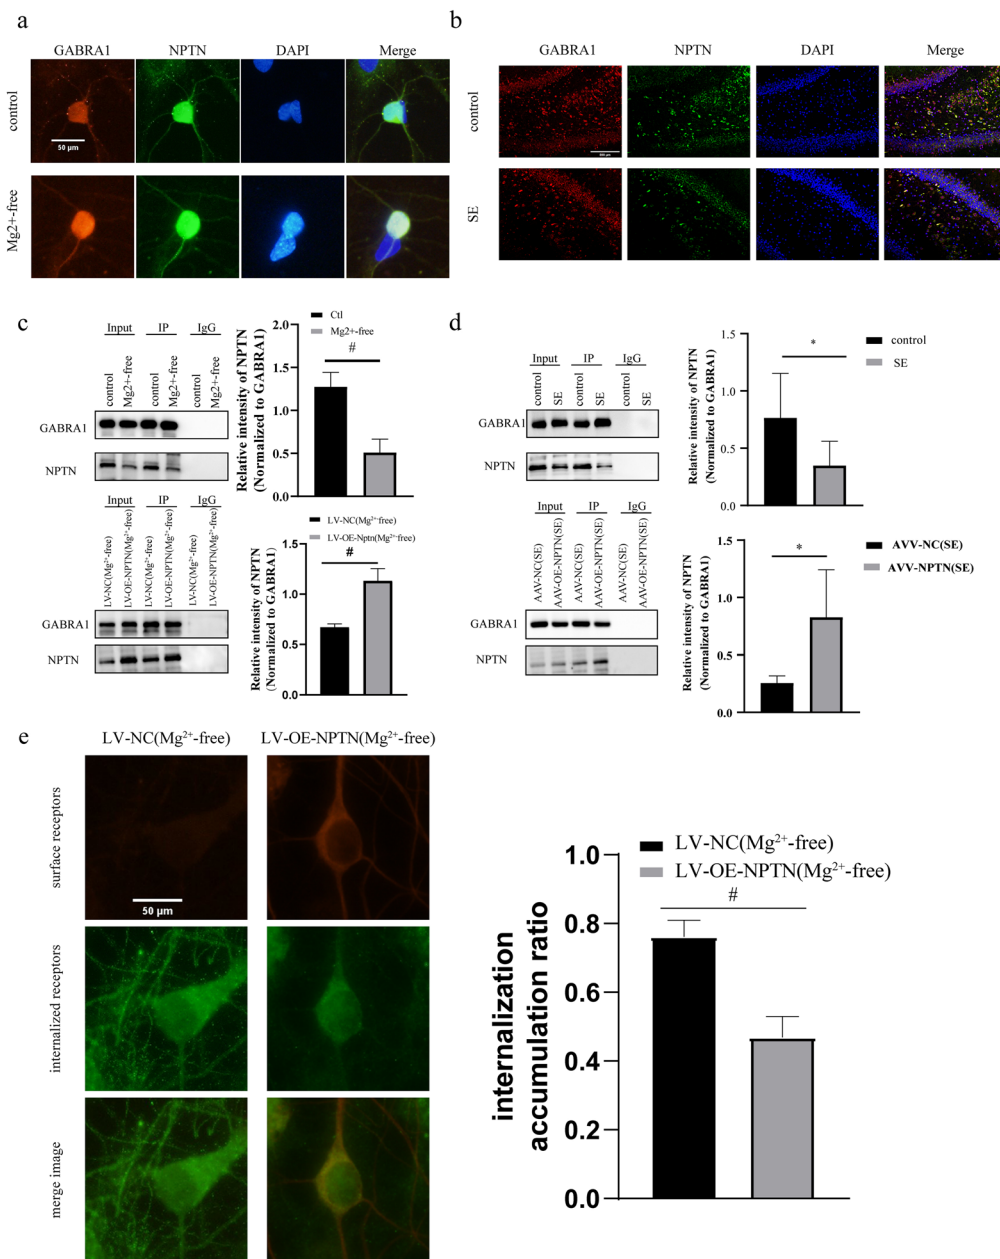 a
GABRA1 NPTN DAPI Merge
control
50 μm
Mg2+-free
b
GABRA1 NPTN DAPI Merge
control
SE
c
Input IP IgG
control
Mg2+-free
control
Mg2+-free
control
Mg2+-free
GABRA1
NPTN
Relative intensity of NPTN
(Normalized to GABRA1)
Ctl
Mg2+-free
#
2.0
1.5
1.0
0.5
0.0
Input IP IgG
LV-NC(Mg²⁺-free)
LV-OE-NPTN(Mg²⁺-free)
LV-NC(Mg²⁺-free)
LV-OE-NPTN(Mg²⁺-free)
LV-NC(Mg²⁺-free)
LV-OE-NPTN(Mg²⁺-free)
GABRA1
NPTN
Relative intensity of NPTN
(Normalized to GABRA1)
LV-NC(Mg²⁺-free)
LV-OE-Nptn(Mg²⁺-free)
#
1.5
1.0
0.5
0.0
d
Input IP IgG
control
SE
control
SE
control
SE
GABRA1
NPTN
Relative intensity of NPTN
(Normalized to GABRA1)
control
SE
*
1.5
1.0
0.5
0.0
Input IP IgG
AAV-NC(SE)
AAV-OE-NPTN(SE)
AAV-NC(SE)
AAV-OE-NPTN(SE)
AAV-NC(SE)
AAV-OE-NPTN(SE)
GABRA1
NPTN
Relative intensity of NPTN
(Normalized to GABRA1)
AVV-NC(SE)
AVV-NPTN(SE)
*
1.5
1.0
0.5
0.0
e
LV-NC(Mg²⁺-free) LV-OE-NPTN(Mg²⁺-free)
surface receptors
50 μm
internalized receptors
merge image
internalization
accumulation ratio
LV-NC(Mg²⁺-free)
LV-OE-NPTN(Mg²⁺-free)
#
1.0
0.8
0.6
0.4
0.2
0.0